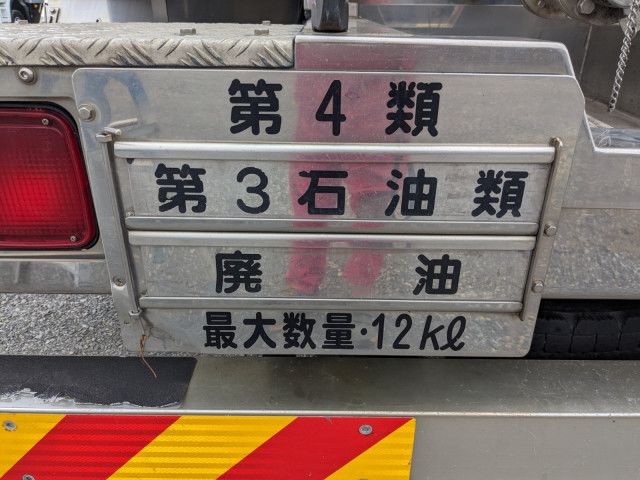 第4類
第3石油類
廃油
最大数量·12kℓ